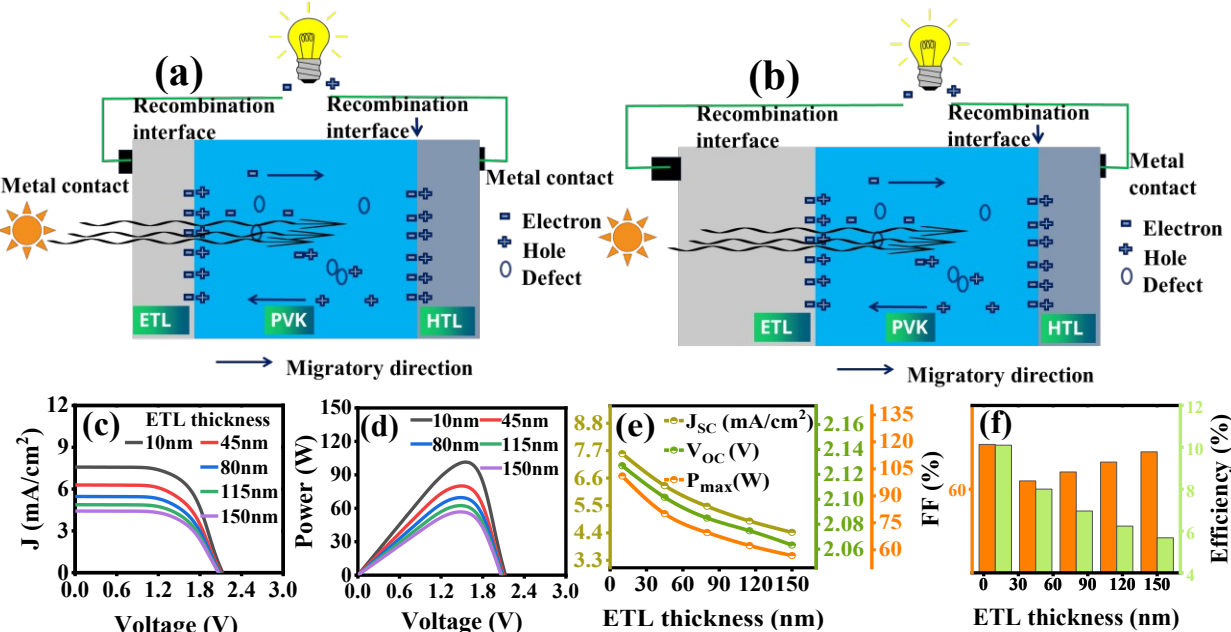 (a)
Recombination
interface
Recombination
interface
Metal contact
Metal contact
Electron
Hole
Defect
ETL
PVK
HTL
Migratory direction
(b)
Recombination
interface
Recombination
interface
Metal
contact
Electron
Hole
Defect
ETL
PVK
HTL
Migratory direction
(c)
ETL thickness
10nm
45nm
80nm
115nm
150nm
J (mA/cm²)
12
9
6
3
0
0.0 0.6 1.2 1.8 2.4 3.0
Voltage (V)
(d)
10nm
45nm
80nm
115nm
150nm
Power (W)
150
120
90
60
30
0
0.0 0.6 1.2 1.8 2.4 3.0
Voltage (V)
(e)
J_SC (mA/cm²)
V_OC (V)
P_max(W)
8.8
7.7
6.6
5.5
4.4
3.3
2.16
2.14
2.12
2.10
2.08
2.06
135
120
105
90
75
60
0 30 60 90 120 150
ETL thickness (nm)
(f)
FF (%)
60
Efficiency (%)
12
10
8
6
4
0 30 60 90 120 150
ETL thickness (nm)